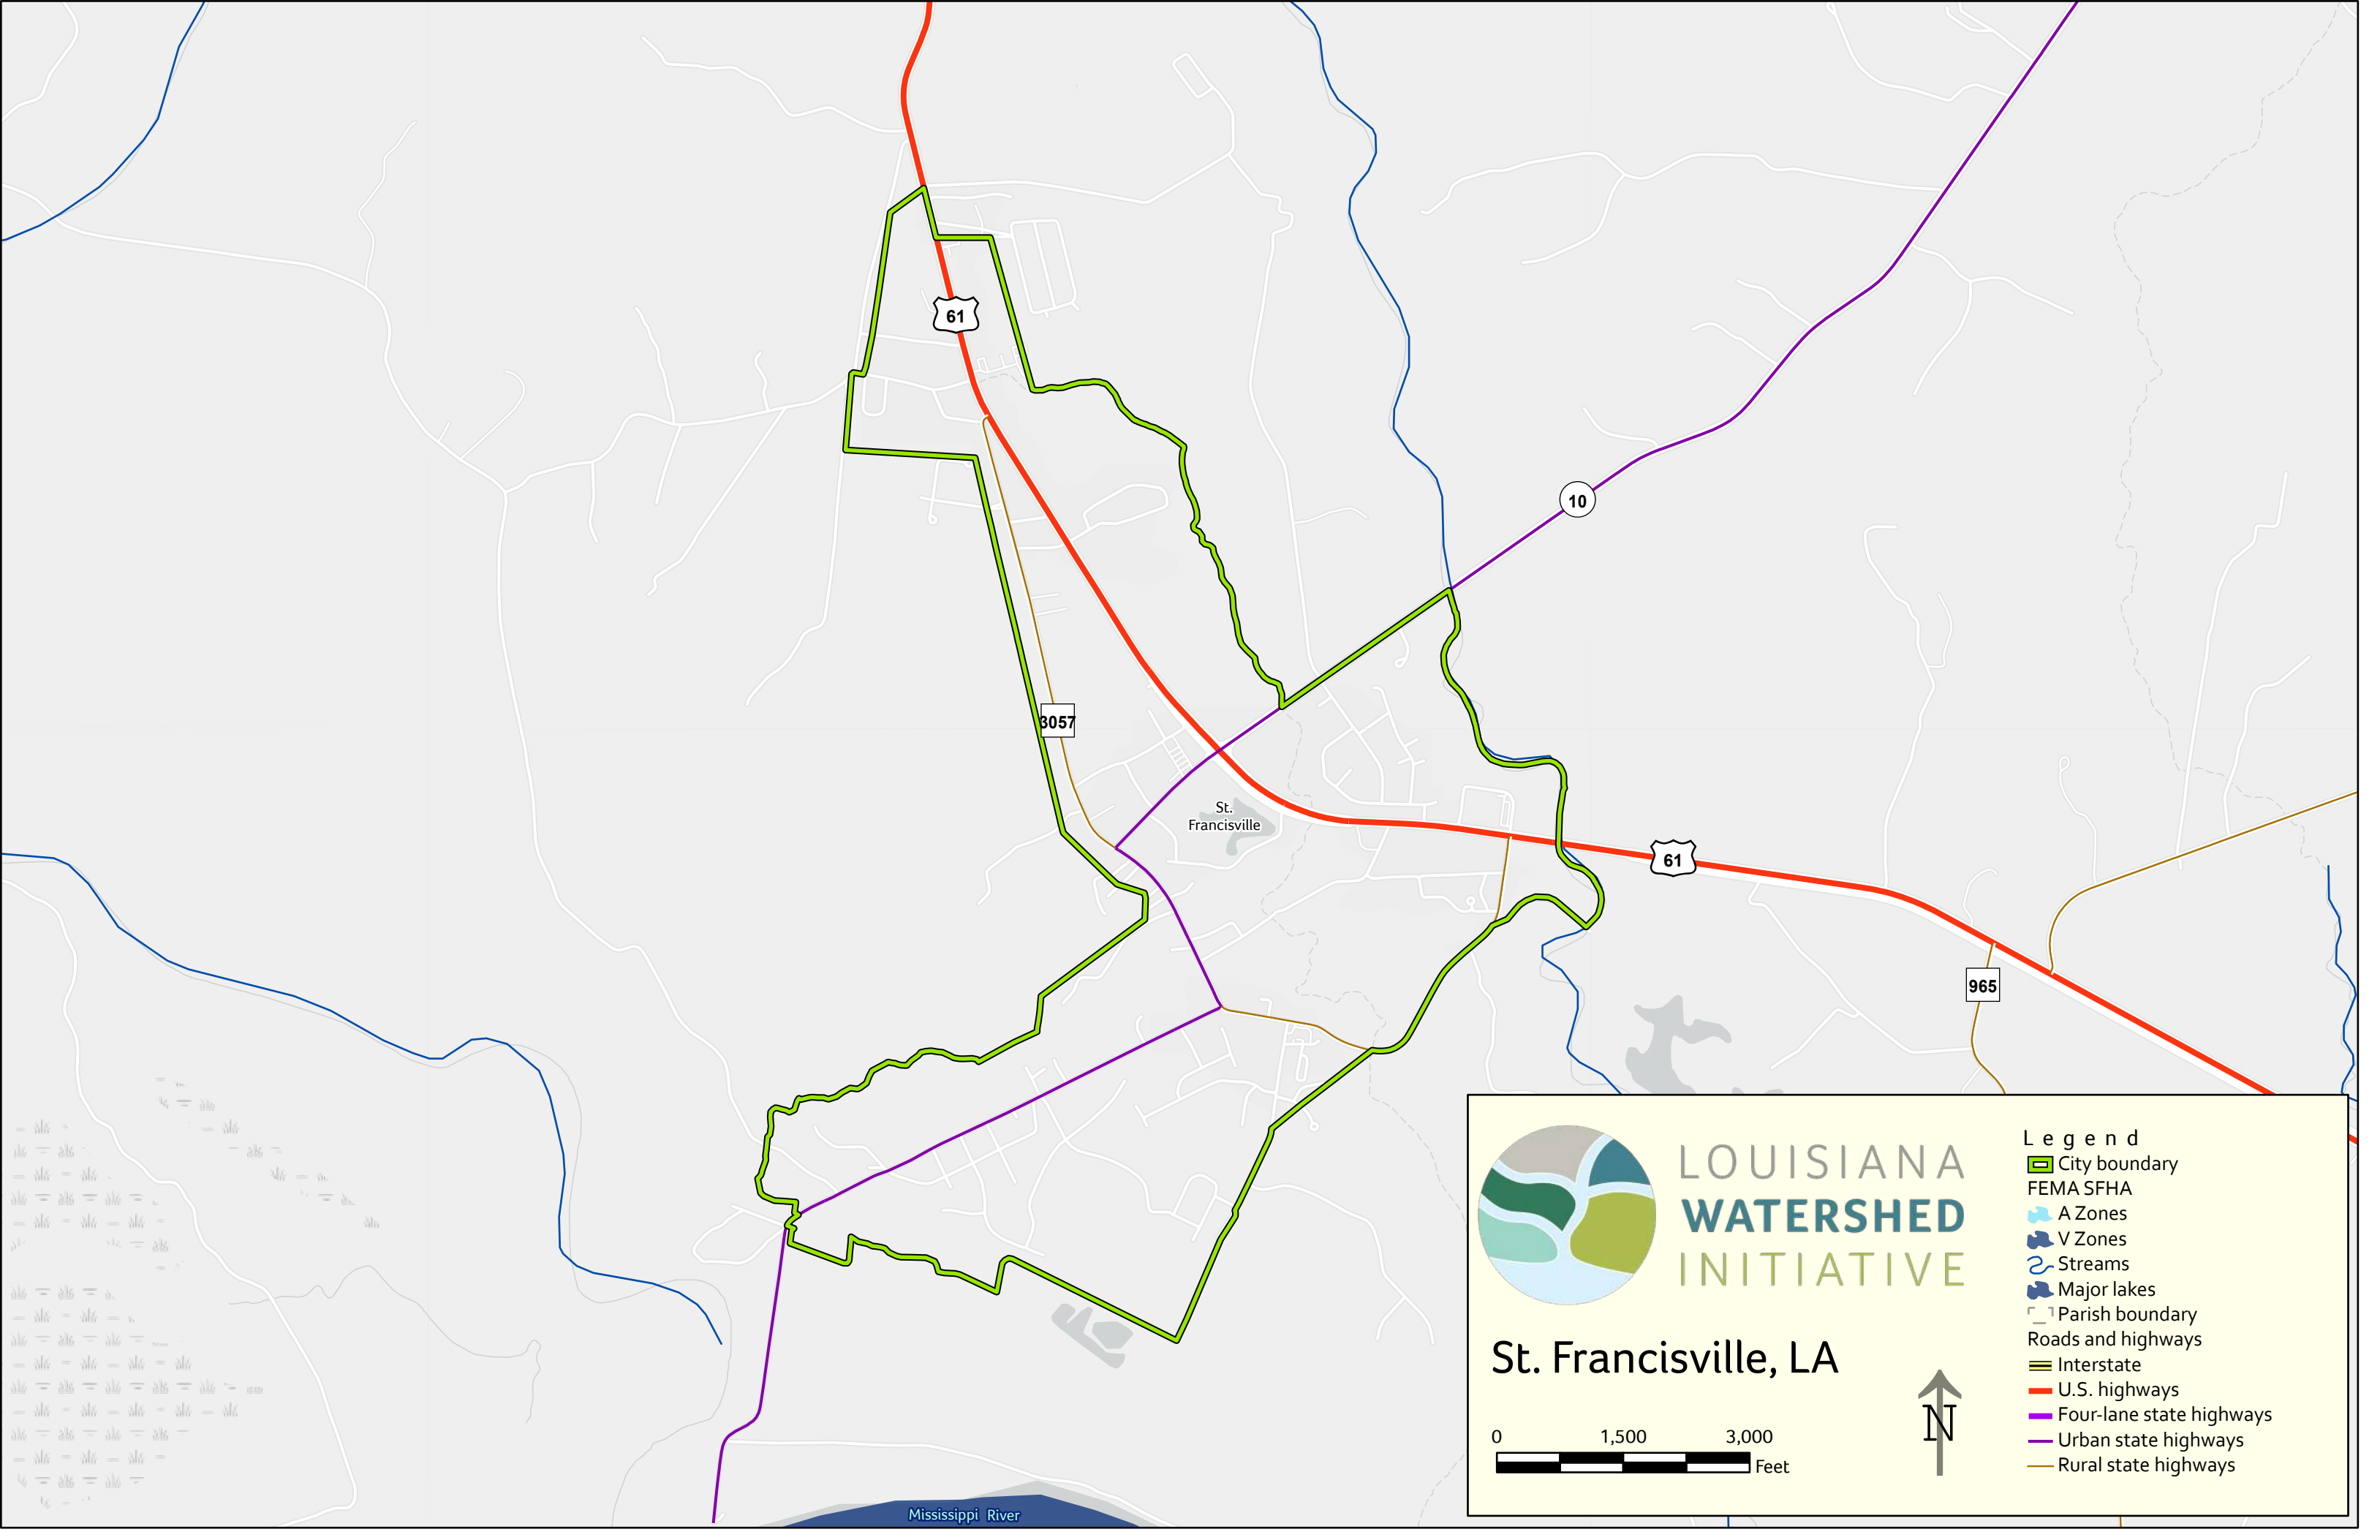 61
10
3057
St.
Francisville
61
965
Mississippi River
LOUISIANA
WATERSHED
INITIATIVE
St. Francisville, LA
0 1,500 3,000
Feet
N
Legend
City boundary
FEMA SFHA
A Zones
V Zones
Streams
Major lakes
Parish boundary
Roads and highways
Interstate
U.S. highways
Four-lane state highways
Urban state highways
Rural state highways